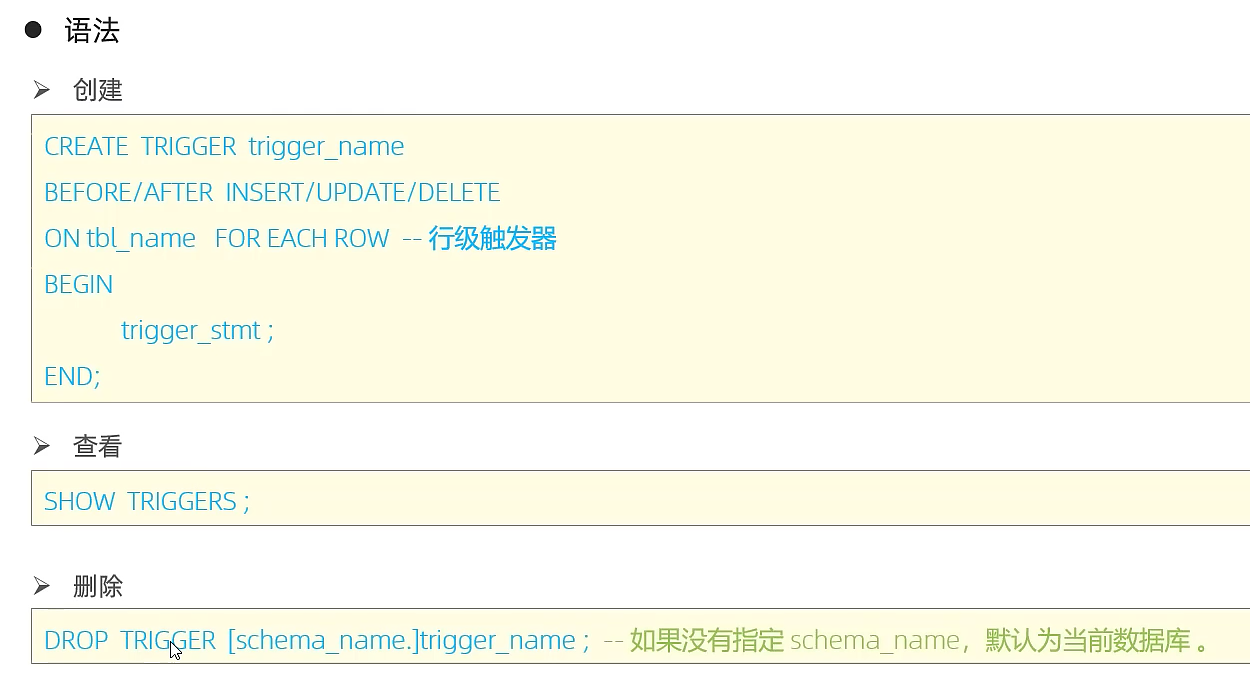 语法
创建
CREATE TRIGGER trigger_name
BEFORE/AFTER INSERT/UPDATE/DELETE
ON tbl_name FOR EACH ROW -- 行级触发器
BEGIN
trigger_stmt ;
END;
查看
SHOW TRIGGERS ;
删除
DROP TRIGGER [schema_name.]trigger_name ; -- 如果没有指定 schema_name，默认为当前数据库 。